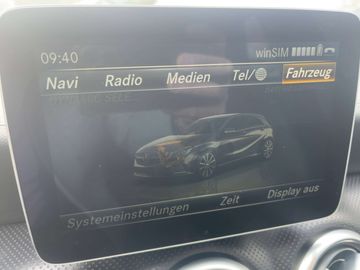 09:40 winSIM
Navi Radio Medien Tel/ Fahrzeug
Systemeinstellungen Zeit Display aus